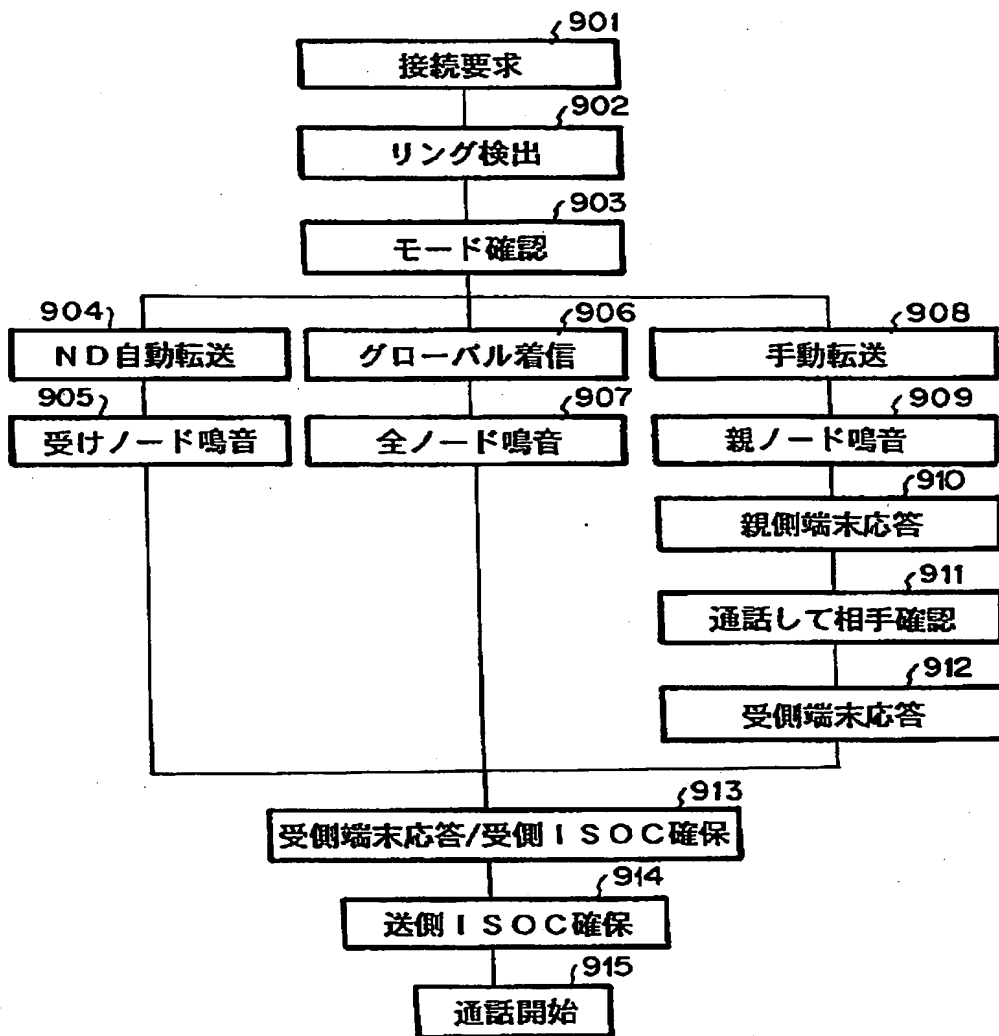 901
接続要求
902
リング検出
903
モード確認
904
ND自動転送
906
グローバル着信
908
手動転送
905
受けノード鳴音
907
全ノード鳴音
909
親ノード鳴音
910
親側端末応答
911
通話して相手確認
912
受側端末応答
913
受側端末応答/受側ISOC確保
914
送側ISOC確保
915
通話開始